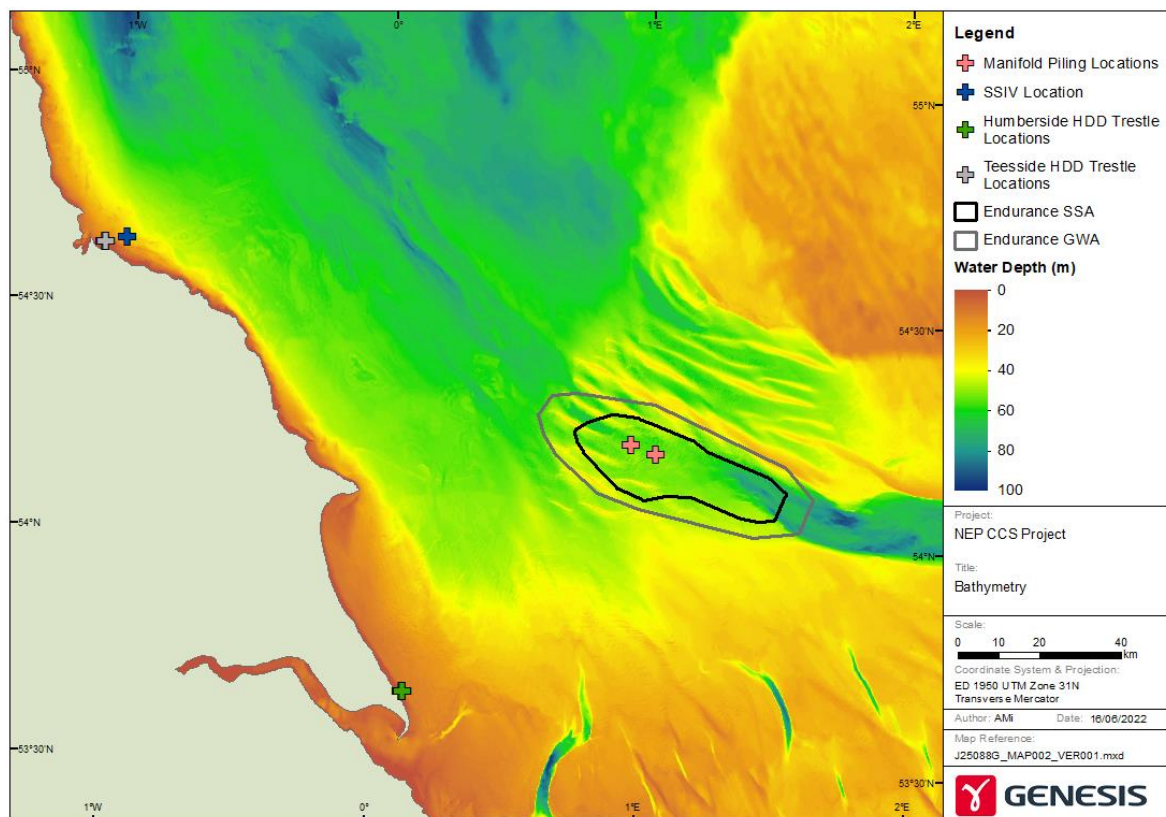 1°W
0°
1°E
2°E
55°N
55°N
54°30'N
54°30'N
54°N
54°N
53°30'N
53°30'N
1°W
0°
1°E
2°E
Legend
Manifold Piling Locations
SSIV Location
Humberside HDD Trestle
Locations
Teesside HDD Trestle
Locations
Endurance SSA
Endurance GWA
Water Depth (m)
0
20
40
60
80
100
Project:
NEP CCS Project
Title:
Bathymetry
Scale:
0 10 20 40
km
Coordinate System & Projection:
ED 1950 UTM Zone 31N
Transverse Mercator
Author: AMi Date: 16/06/2022
Map Reference:
J25088G_MAP002_VER001.mxd
GENESIS